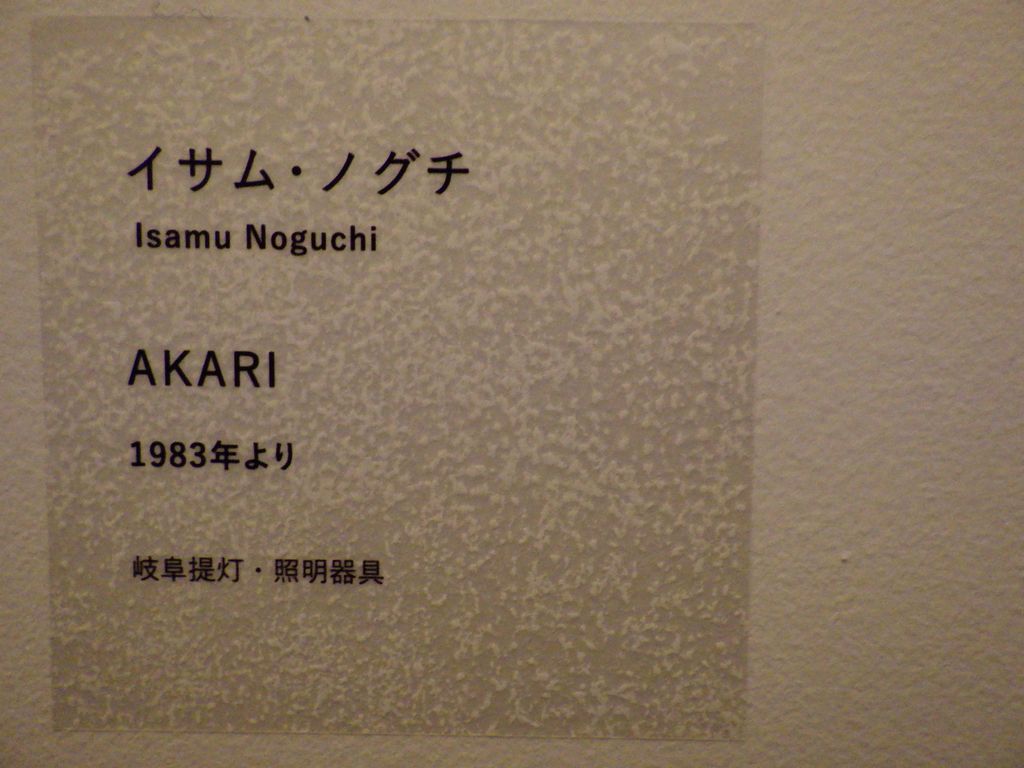 イサム・ノグチ
Isamu Noguchi
AKARI
1983年より
岐阜提灯・照明器具